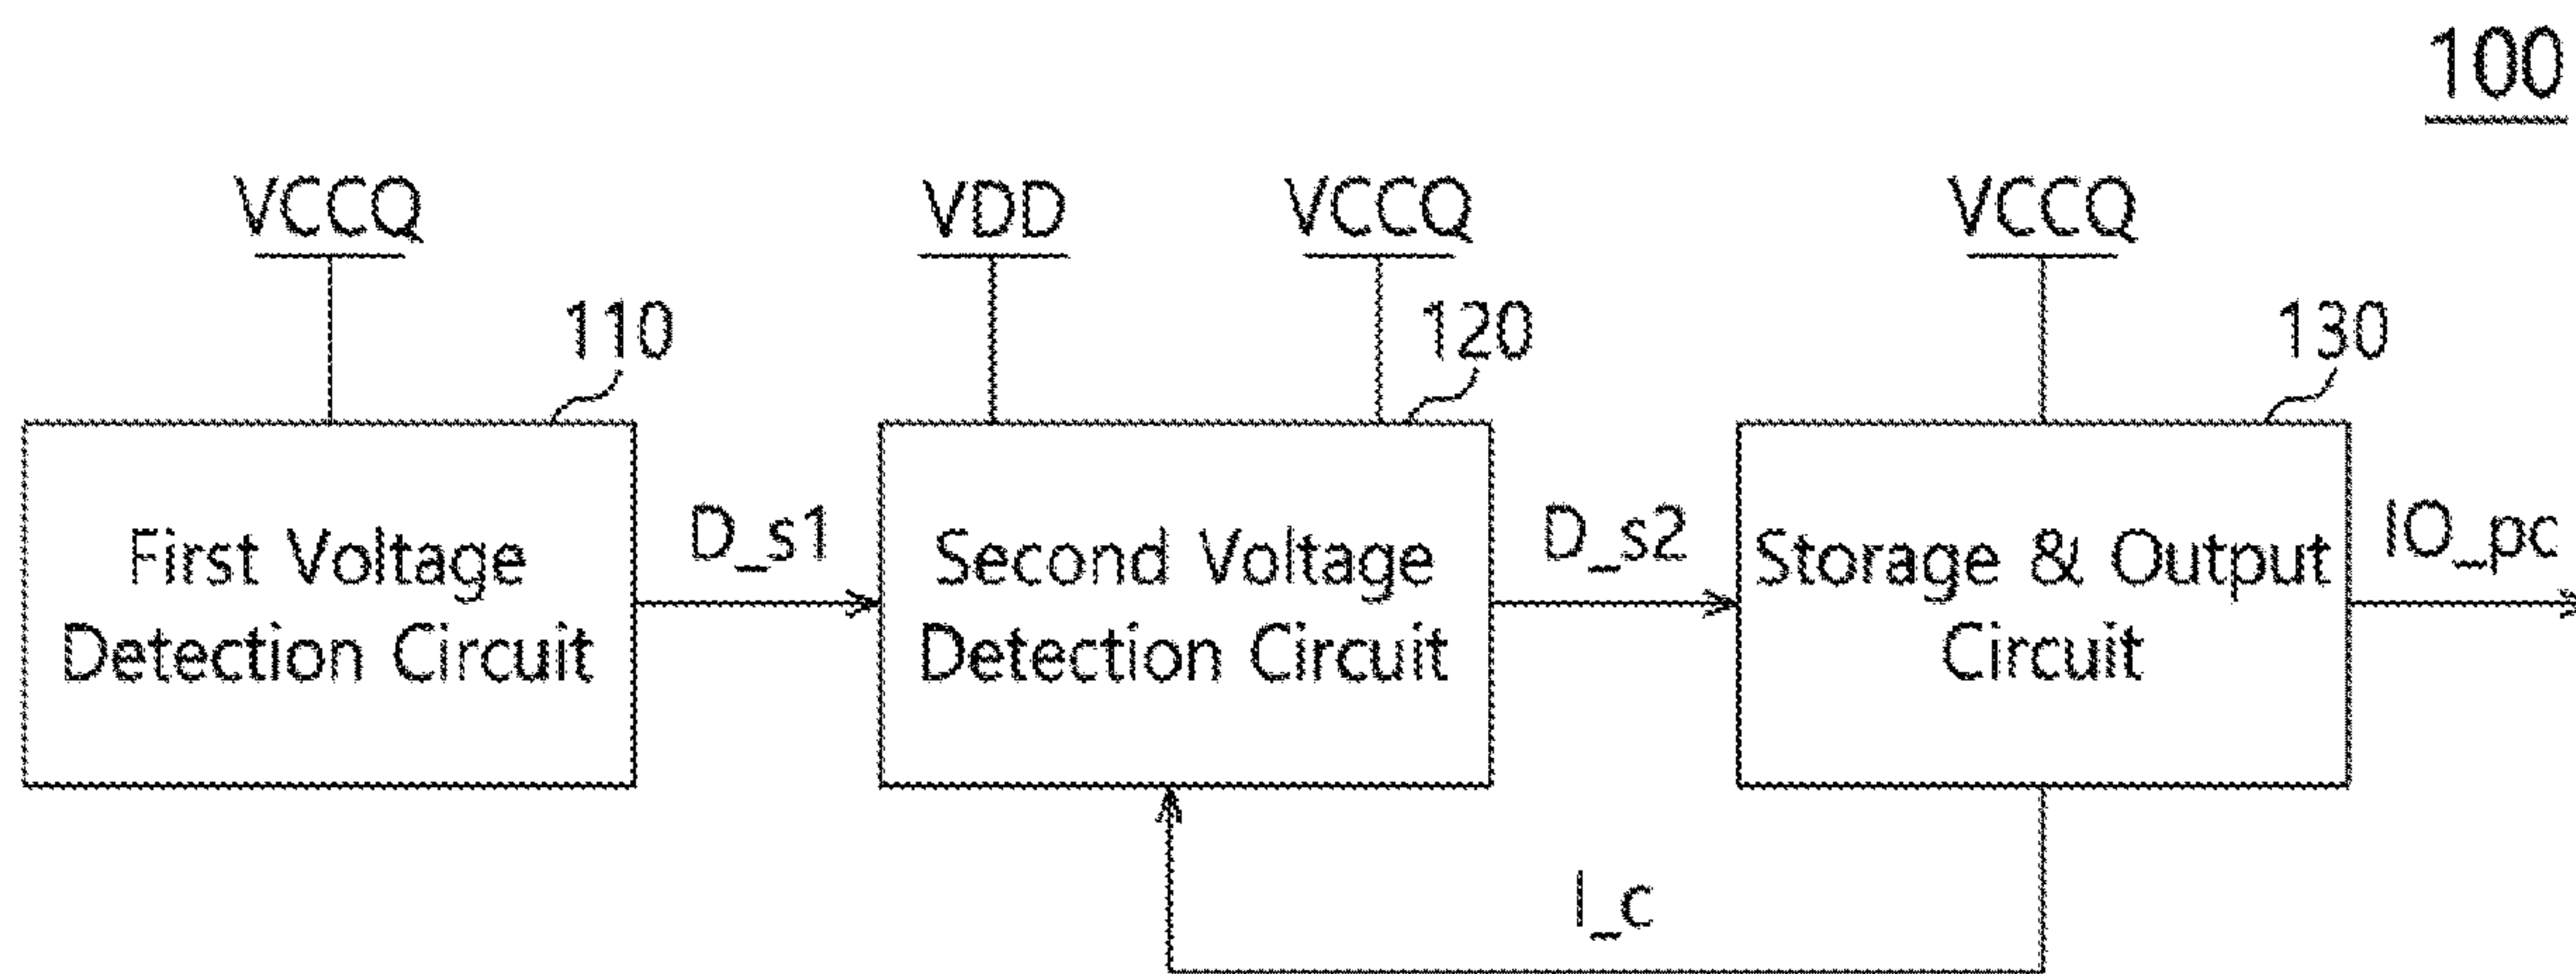 100
VCCQ
VDD
VCCQ
VCCQ
110
120
130
First Voltage
Detection Circuit
D_s1
Second Voltage
Detection Circuit
D_s2
Storage & Output
Circuit
IO_pc
I_c